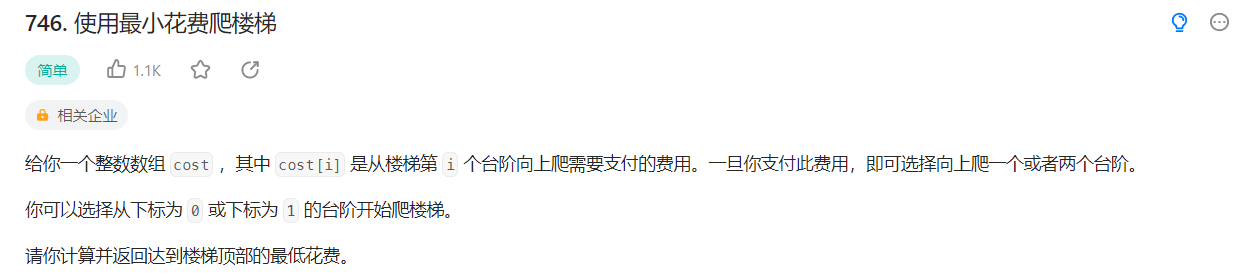 746. 使用最小花费爬楼梯
简单 1.1K
相关企业
给你一个整数数组 cost ，其中 cost[i] 是从楼梯第 i 个台阶向上爬需要支付的费用。一旦你支付此费用，即可选择向上爬一个或者两个台阶。
你可以选择从下标为 0 或下标为 1 的台阶开始爬楼梯。
请你计算并返回达到楼梯顶部的最低花费。